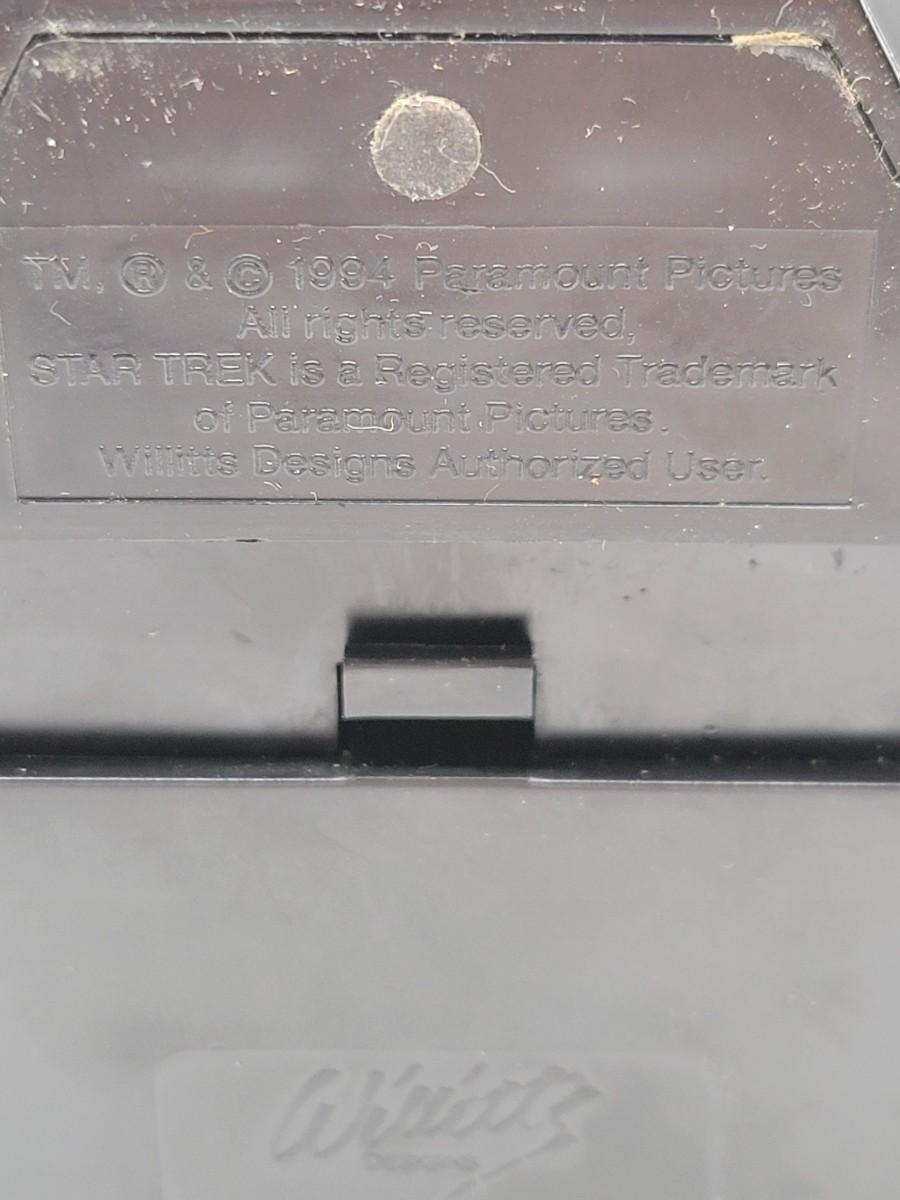 TM, ® & © 1994 Paramount Pictures
All rights reserved,
STAR TREK is a Registered Trademark
of Paramount Pictures.
Willitts Designs Authorized User.
Willitts
DESIGNS